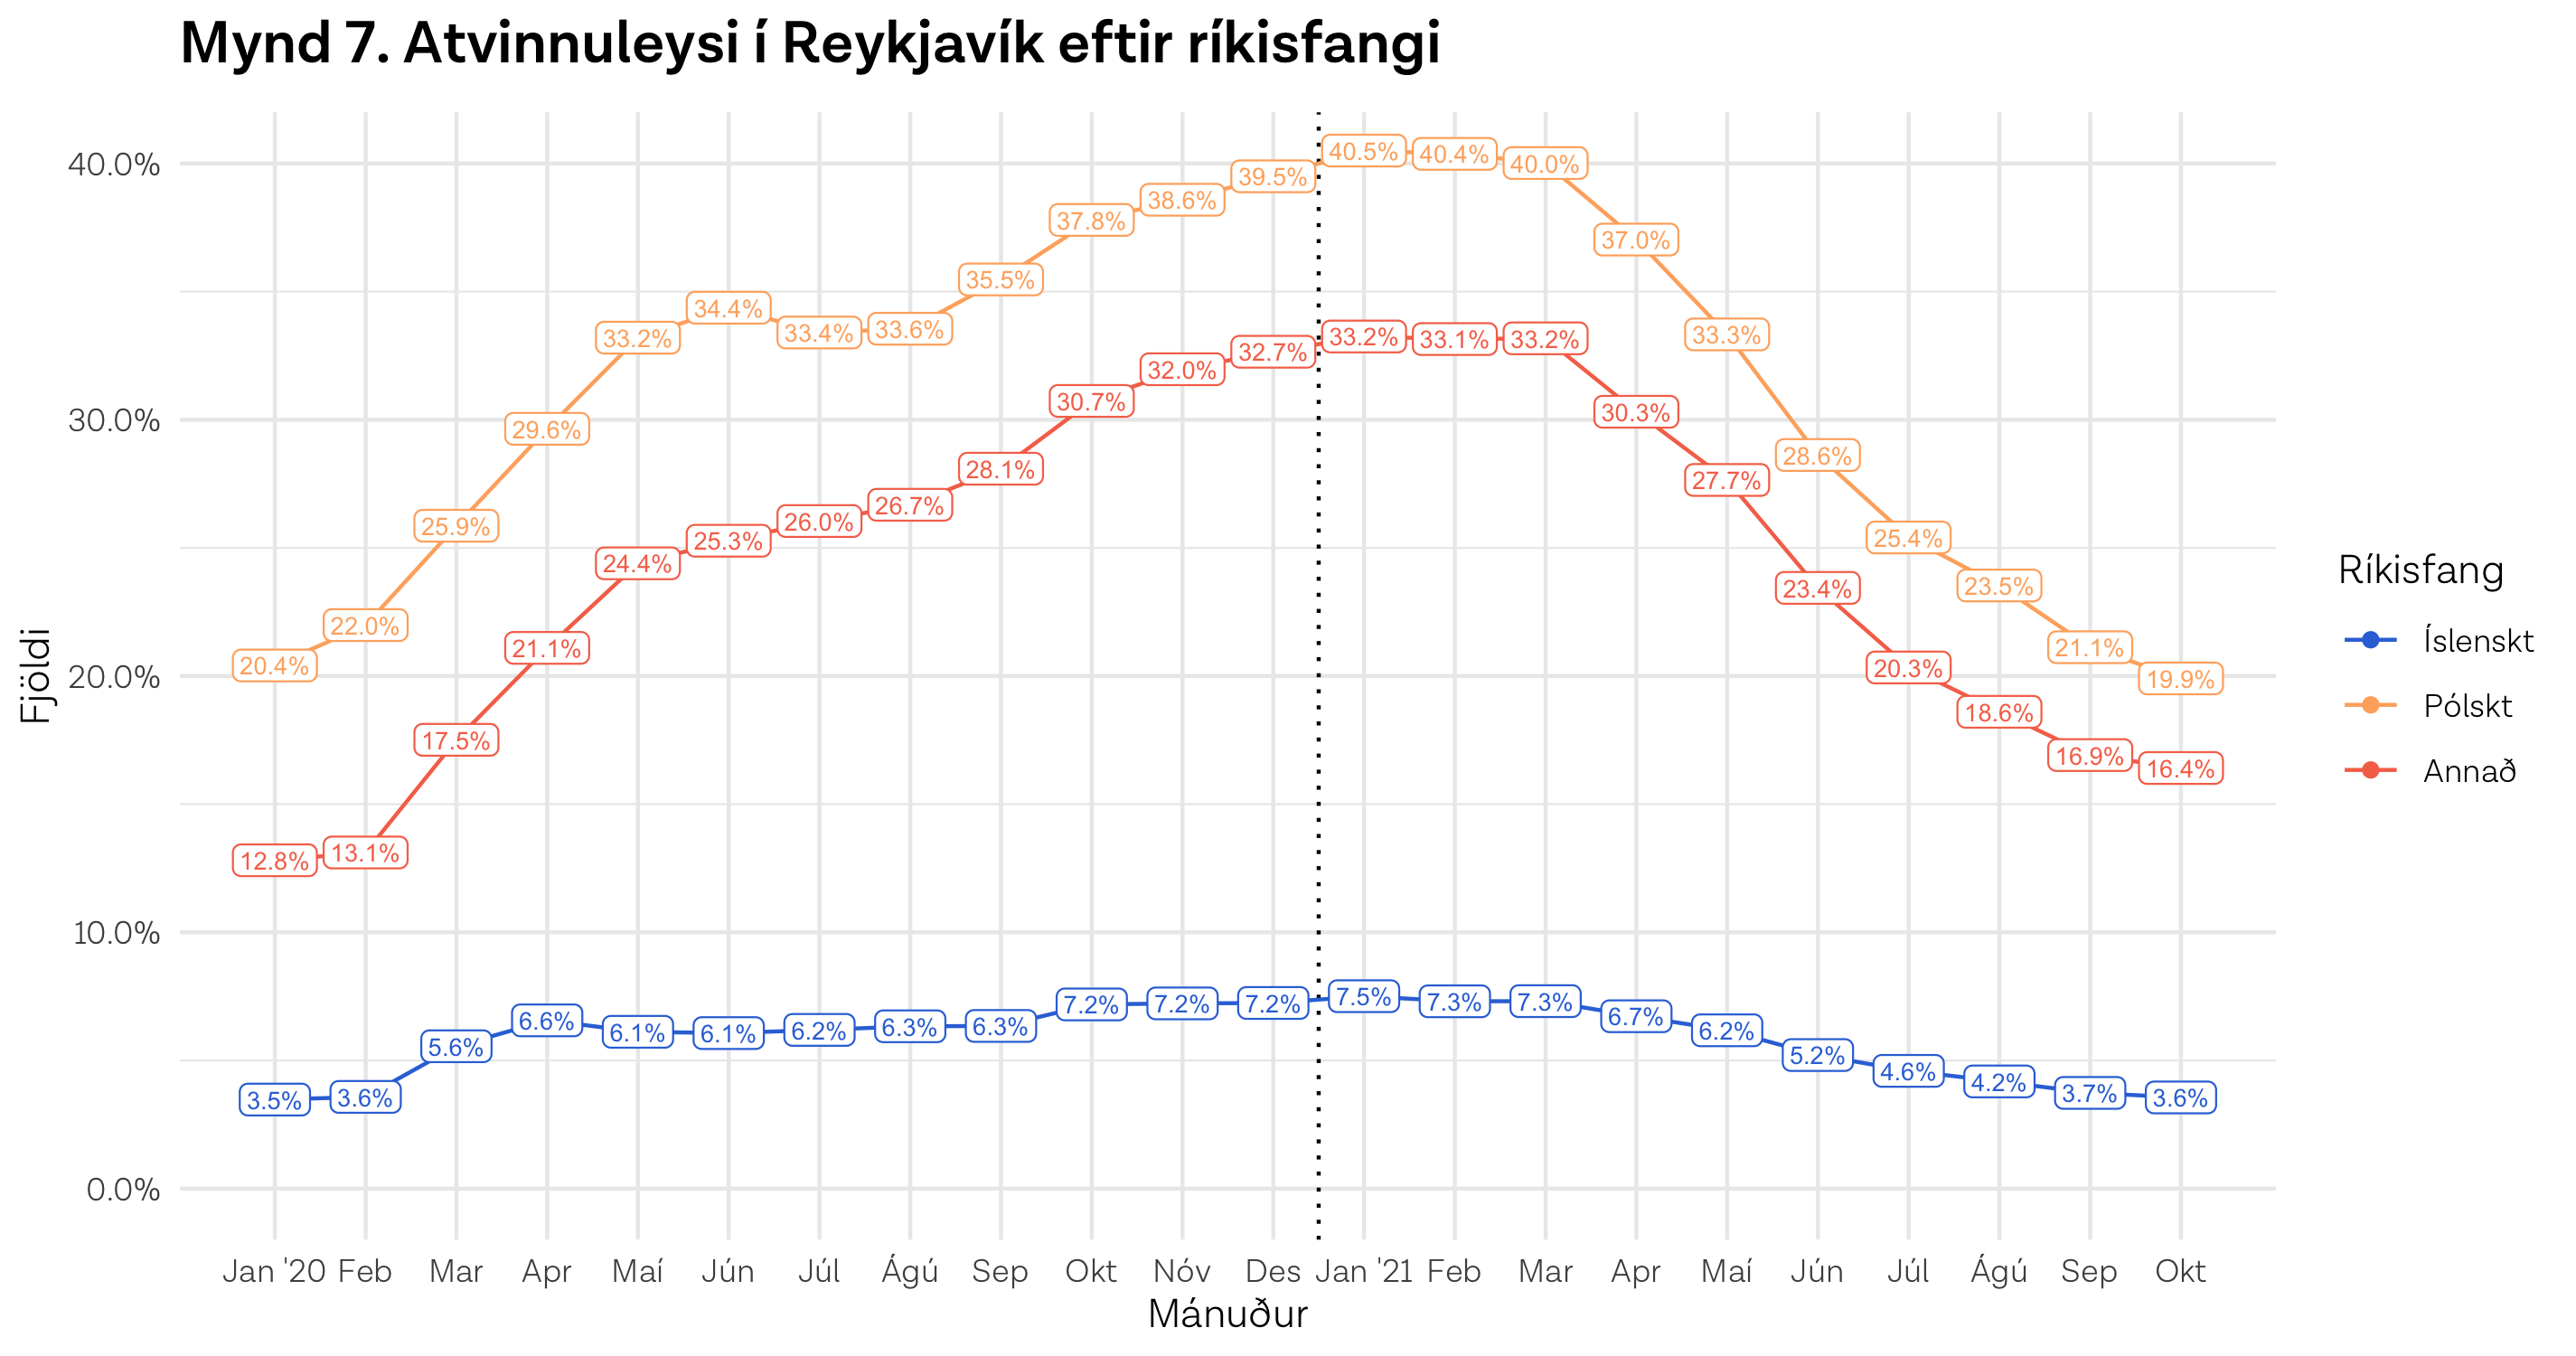 Mynd 7. Atvinnuleysi í Reykjavík eftir ríkisfangi
Fjöldi
40.0%
30.0%
20.0%
10.0%
0.0%
20.4% 22.0% 25.9% 29.6% 33.2% 34.4% 33.4% 33.6% 35.5% 37.8% 38.6% 39.5% 40.5% 40.4% 40.0% 37.0% 33.3% 28.6% 25.4% 23.5% 21.1% 19.9%
12.8% 13.1% 17.5% 21.1% 24.4% 25.3% 26.0% 26.7% 28.1% 30.7% 32.0% 32.7% 33.2% 33.1% 33.2% 30.3% 27.7% 23.4% 20.3% 18.6% 16.9% 16.4%
3.5% 3.6% 5.6% 6.6% 6.1% 6.1% 6.2% 6.3% 6.3% 7.2% 7.2% 7.2% 7.5% 7.3% 7.3% 6.7% 6.2% 5.2% 4.6% 4.2% 3.7% 3.6%
Jan '20 Feb Mar Apr Maí Jún Júl Ágú Sep Okt Nóv Des Jan '21 Feb Mar Apr Maí Jún Júl Ágú Sep Okt
Mánuður
Ríkisfang
Íslenskt
Pólskt
Annað